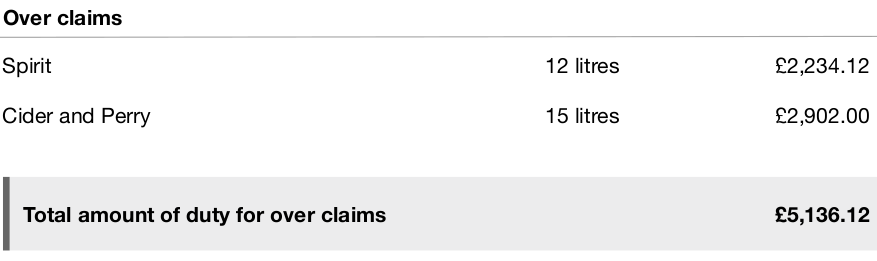 Over claims
Spirit 12 litres £2,234.12
Cider and Perry 15 litres £2,902.00
Total amount of duty for over claims £5,136.12